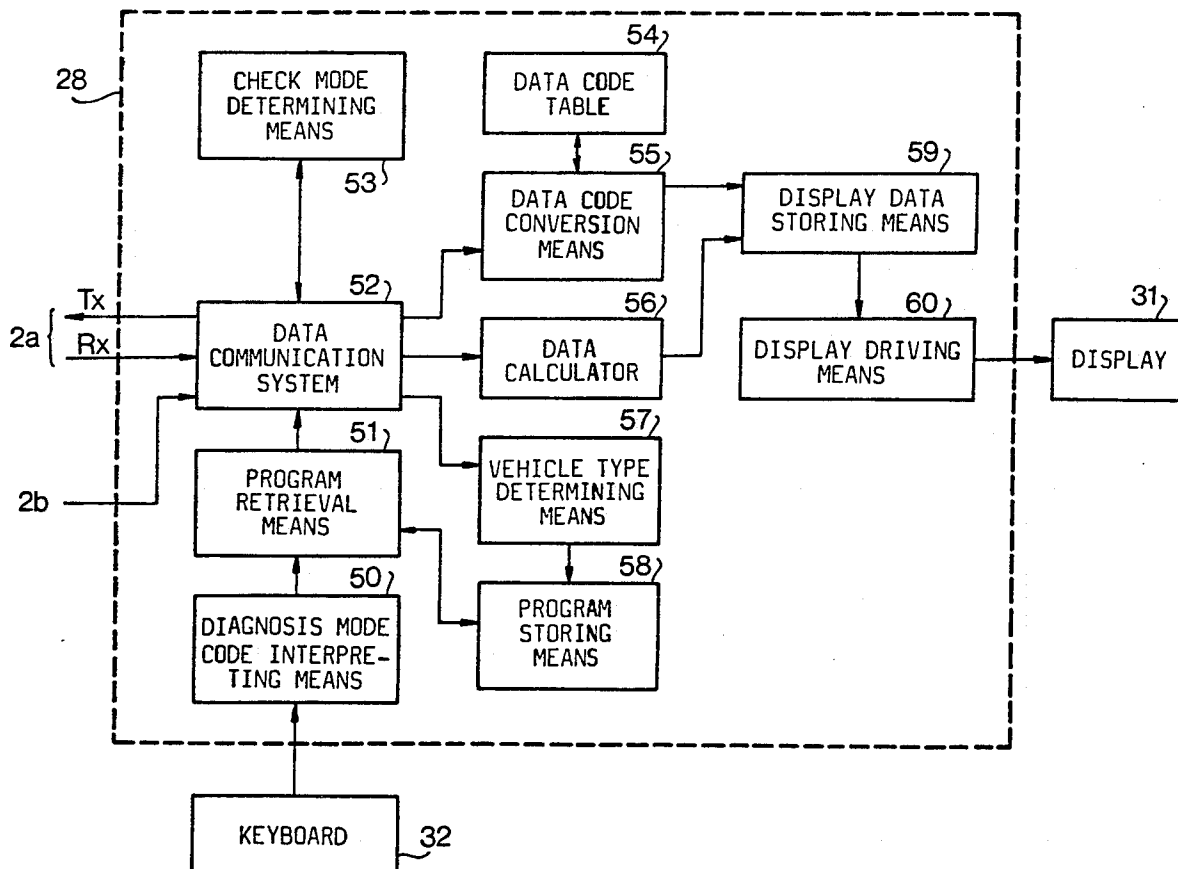 28
CHECK MODE
DETERMINING
MEANS
53
54
DATA CODE
TABLE
55
DATA CODE
CONVERSION
MEANS
59
DISPLAY DATA
STORING MEANS
2a
Tx
Rx
52
DATA
COMMUNICATION
SYSTEM
56
DATA
CALCULATOR
60
DISPLAY DRIVING
MEANS
31
DISPLAY
2b
51
PROGRAM
RETRIEVAL
MEANS
57
VEHICLE TYPE
DETERMINING
MEANS
50
DIAGNOSIS MODE
CODE INTERPRE-
TING MEANS
58
PROGRAM
STORING
MEANS
KEYBOARD
32